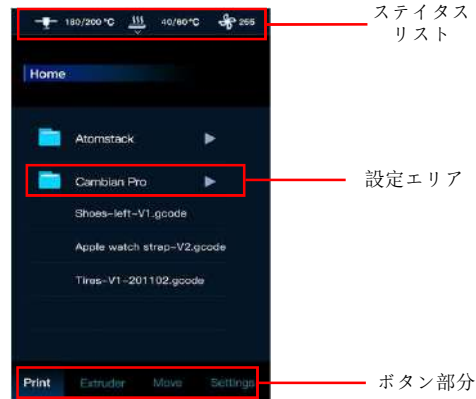 180/200 °C 40/60°C 255
ステイタス
リスト
Home
Atomstack
Cambian Pro
設定エリア
Shoes-left-V1.gcode
Apple watch strap-V2.gcode
Tires-V1-201102.gcode
Print Extruder Move Settings
ボタン部分